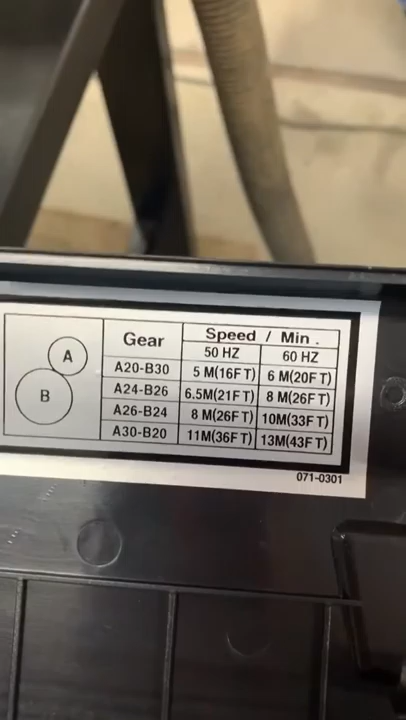 Gear Speed / Min .
50 HZ 60 HZ
A20-B30 5 M(16FT) 6 M(20FT)
A24-B26 6.5M(21FT) 8 M(26FT)
A26-B24 8 M(26FT) 10M(33FT)
A30-B20 11M(36FT) 13M(43FT)
A
B
071-0301